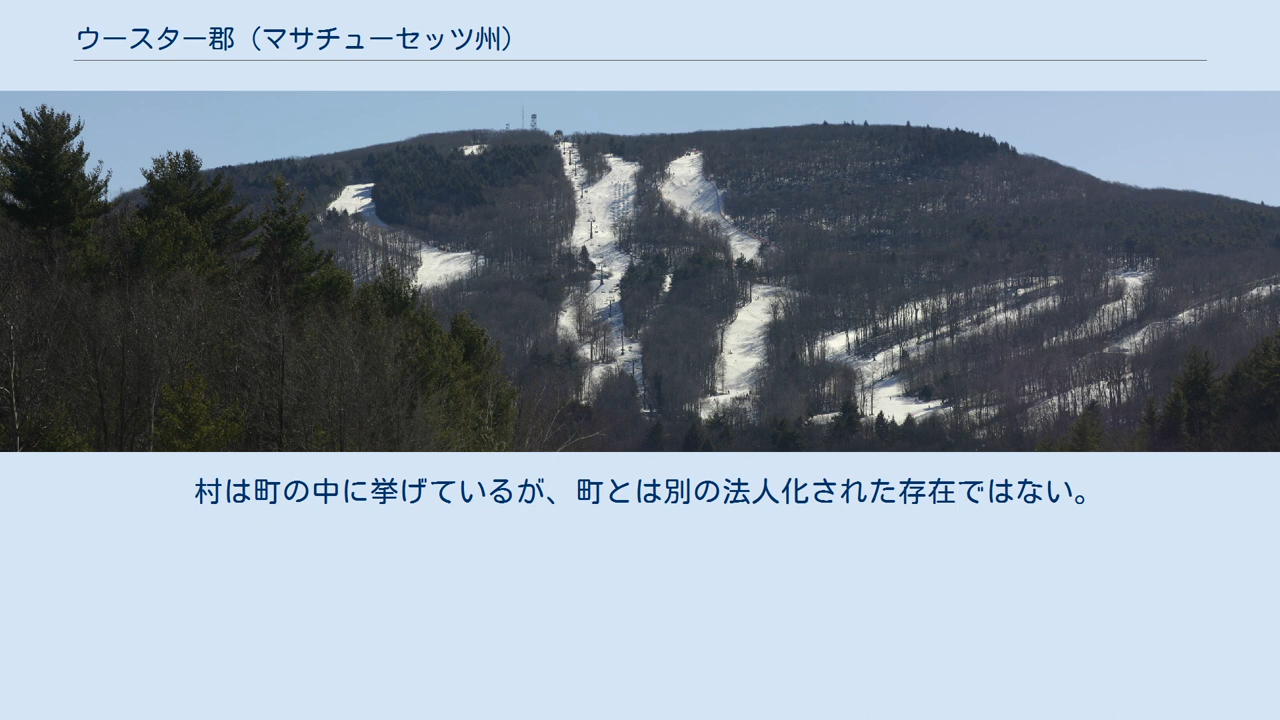 ウースター郡（マサチューセッツ州）
村は町の中に挙げているが、町とは別の法人化された存在ではない。